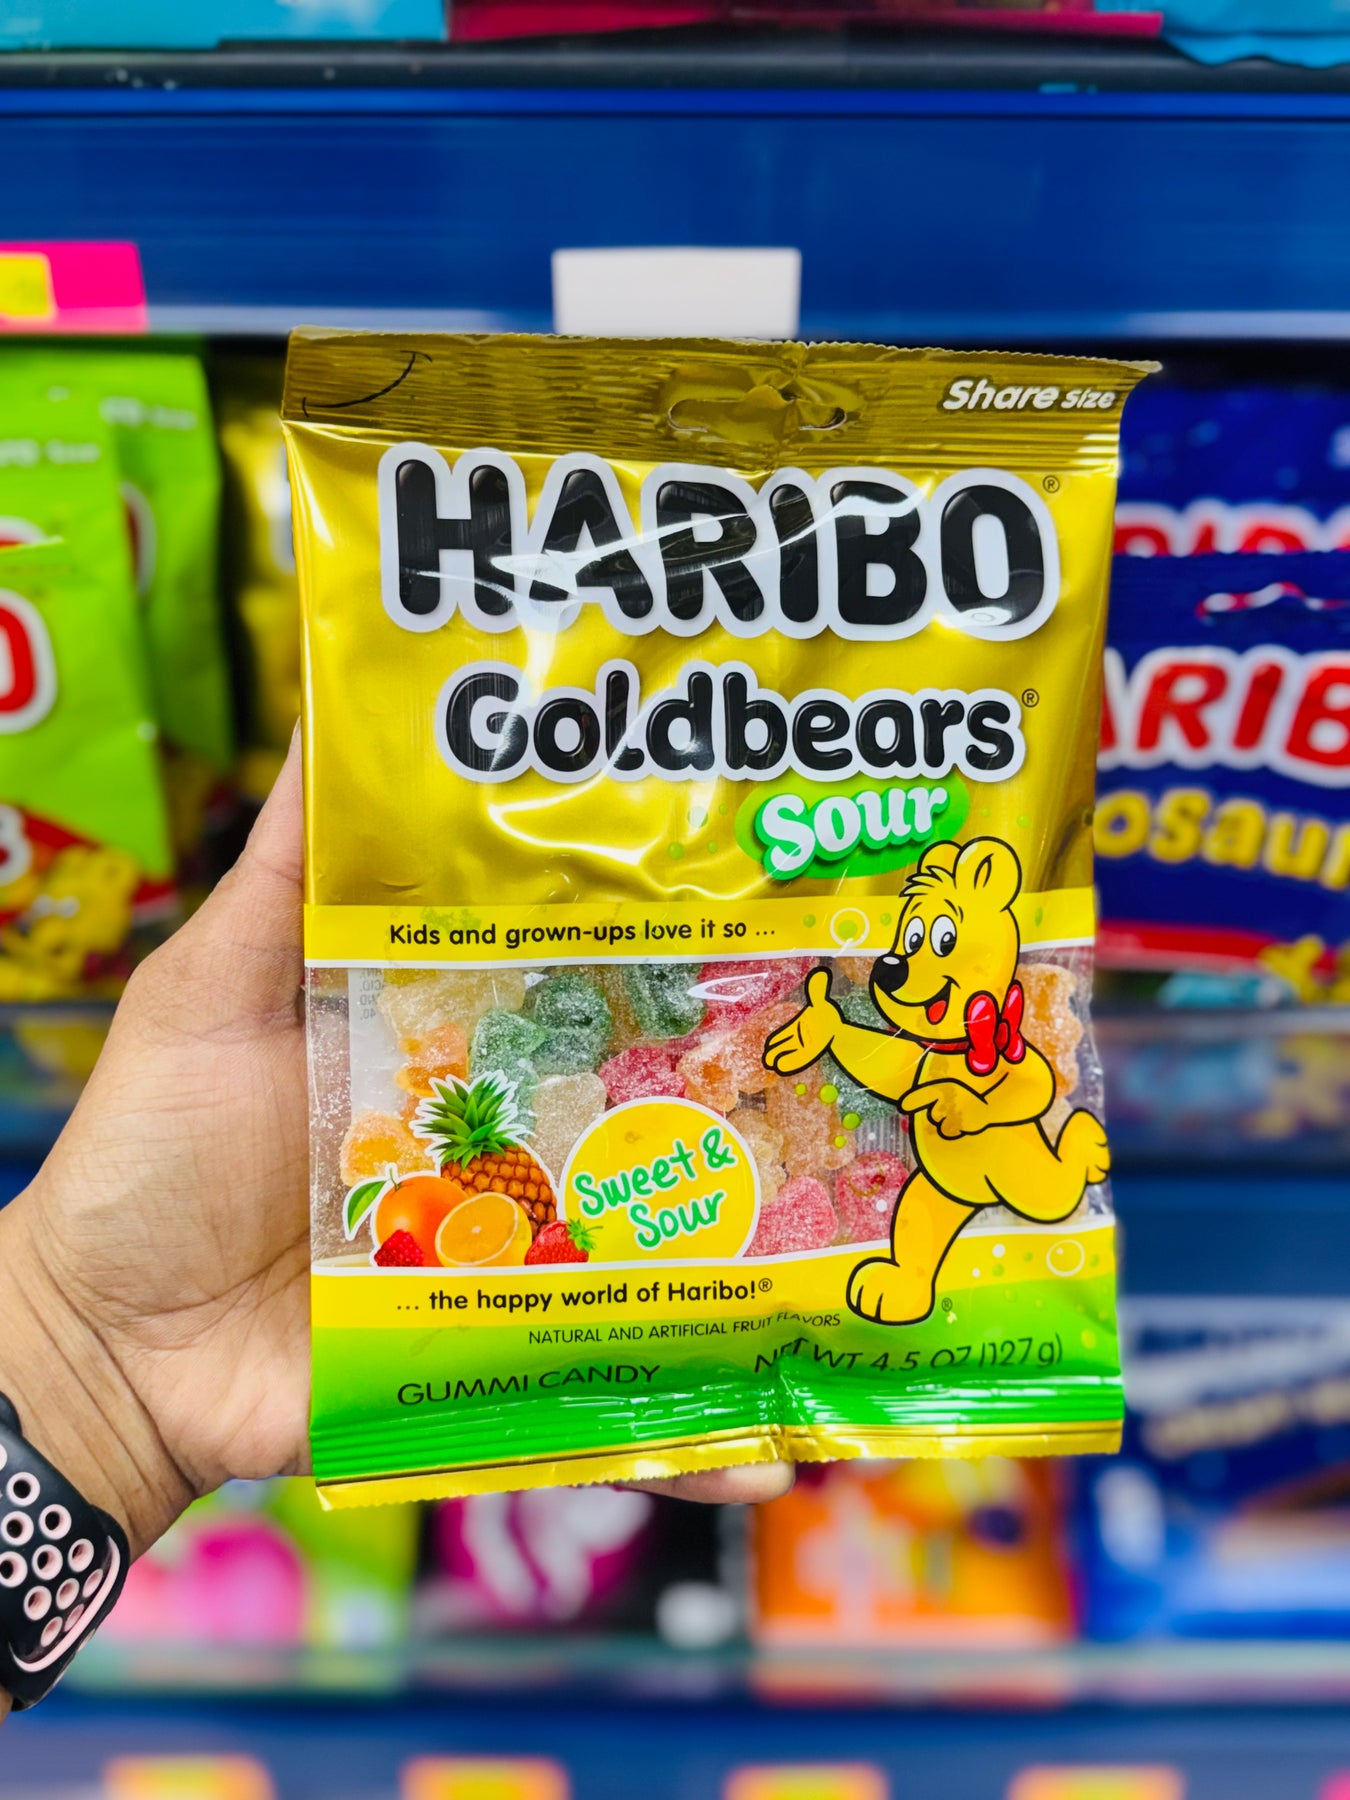 Share size
HARIBO®
Goldbears®
Sour
Kids and grown-ups love it so ...
Sweet &
Sour
... the happy world of Haribo!®
®
NATURAL AND ARTIFICIAL FRUIT FLAVORS
GUMMI CANDY
NET WT 4.5 OZ (127g)